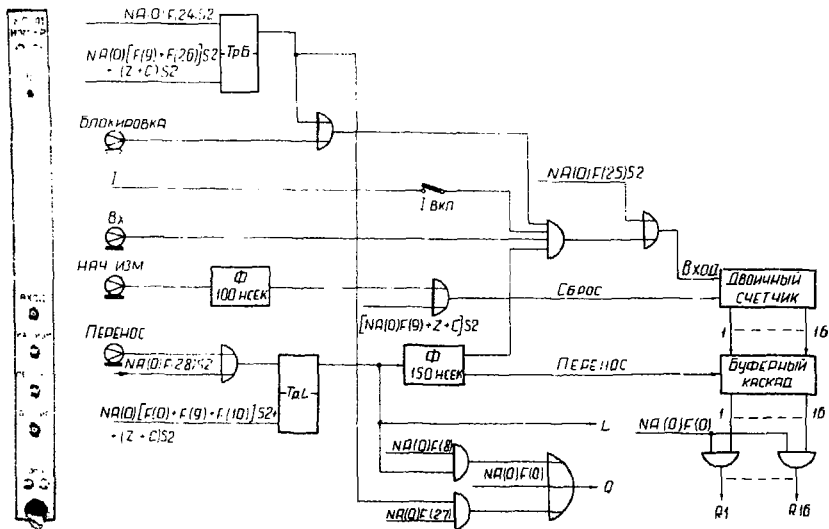 NA(0)F(24)S2
NA(0)[F(9)+F(26)]S2
+(Z+C)S2
ТрБ
БЛОКИРОВКА
I
I ВКЛ
NA(0)F(25)S2
ВХ
НАЧ ИЗМ
Ф
100 НСЕК
[NA(0)F(9)+Z+C]S2
СБРОС
ВХОД
ДВОИЧНЫЙ
СЧЕТЧИК
1
16
ПЕРЕНОС
NA(0)F(28)S2
ТрL
Ф
150 НСЕК
ПЕРЕНОС
БУФЕРНЫЙ
КАСКАД
NA(0)[F(0)+F(9)+F(10)]S2+
+(Z+C)S2
1
16
L
NA(0)F(8)
NA(0)F(0)
Q
NA(0)F(27)
NA(0)F(0)
R1
R16
ВХОД